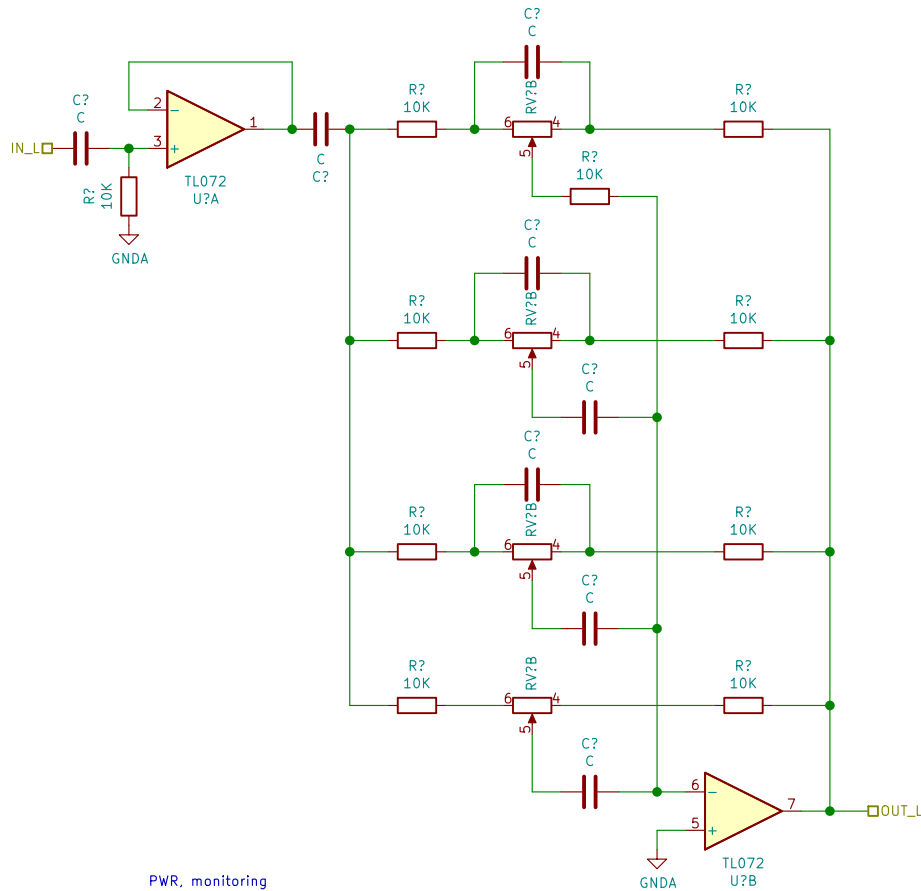 C?
C
IN_L
R?
10K
GNDA
2
3
1
TL072
U?A
C
C?
R?
10K
C?
C
RV?B
6
4
5
R?
10K
R?
10K
R?
10K
C?
C
RV?B
6
4
5
C?
C
R?
10K
R?
10K
C?
C
RV?B
6
4
5
C?
C
R?
10K
R?
10K
RV?B
6
4
5
C?
C
R?
10K
6
5
7
OUT_L
GNDA
TL072
U?B
PWR, monitoring